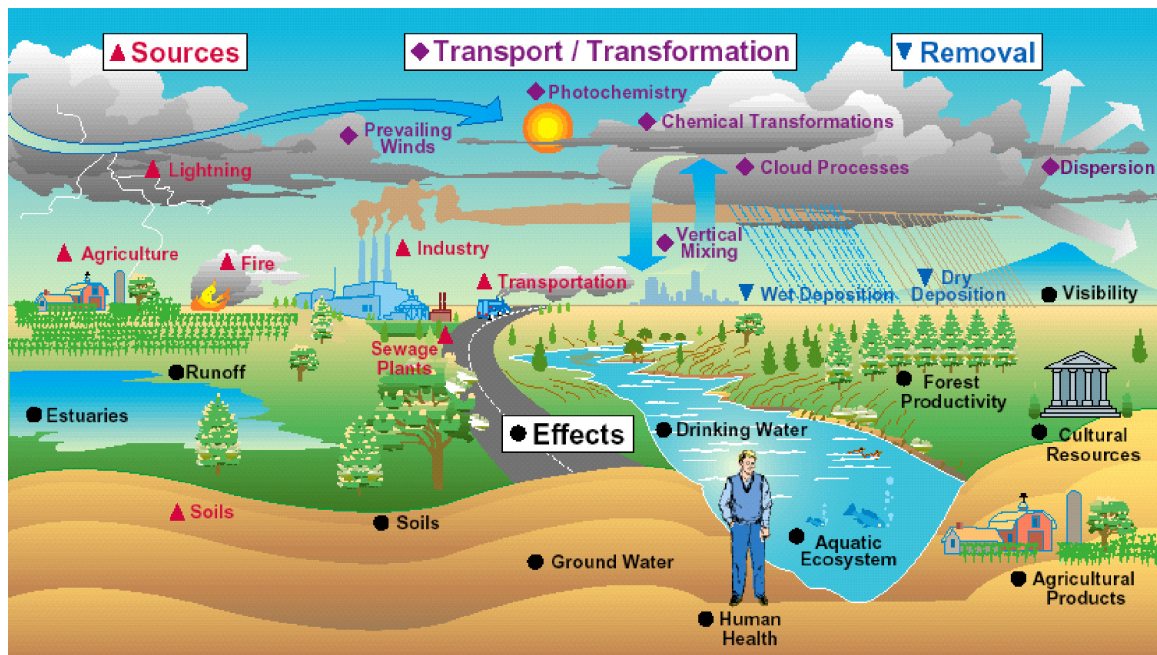 Sources
Transport / Transformation
Removal
Photochemistry
Prevailing
Winds
Chemical Transformations
Lightning
Cloud Processes
Dispersion
Agriculture
Fire
Industry
Vertical
Mixing
Transportation
Wet Deposition
Dry
Deposition
Visibility
Sewage
Plants
Runoff
Estuaries
Effects
Drinking Water
Forest
Productivity
Cultural
Resources
Soils
Soils
Ground Water
Aquatic
Ecosystem
Agricultural
Products
Human
Health